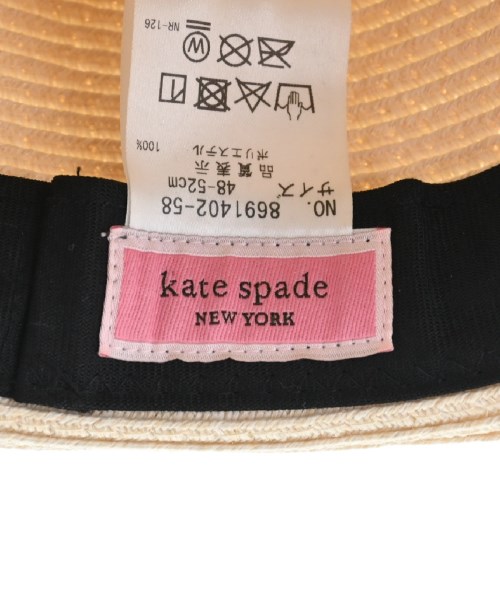 NO. 8691402-58
サイズ 48-52cm
品質表示
ポリエステル 100%
NR-126
W
kate spade
NEW YORK